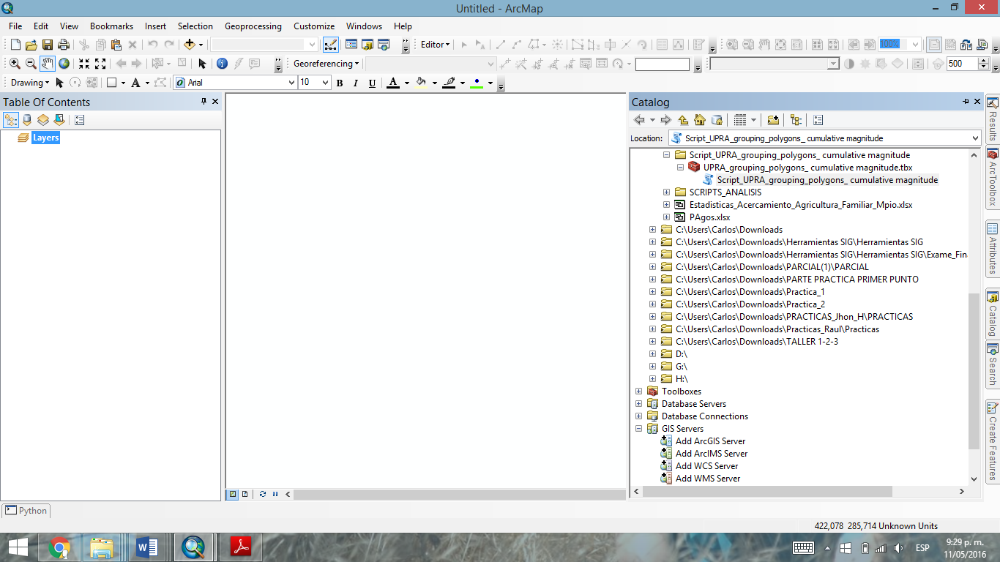 Untitled - ArcMap
File Edit View Bookmarks Insert Selection Geoprocessing Customize Windows Help
Editor
100%
Georeferencing
500
Drawing A Arial 10 B I U A
Table Of Contents
Layers
Catalog
Location: Script_UPRA_grouping_polygons_ cumulative magnitude
Script_UPRA_grouping_polygons_ cumulative magnitude
UPRA_grouping_polygons_ cumulative magnitude.tbx
Script_UPRA_grouping_polygons_ cumulative magnitude
SCRIPTS_ANALISIS
Estadisticas_Acercamiento_Agricultura_Familiar_Mpio.xlsx
PAgos.xlsx
C:\Users\Carlos\Downloads
C:\Users\Carlos\Downloads\Herramientas SIG\Herramientas SIG
C:\Users\Carlos\Downloads\Herramientas SIG\Herramientas SIG\Exame_Fin
C:\Users\Carlos\Downloads\PARCIAL(1)\PARCIAL
C:\Users\Carlos\Downloads\PARTE PRACTICA PRIMER PUNTO
C:\Users\Carlos\Downloads\Practica_1
C:\Users\Carlos\Downloads\Practica_2
C:\Users\Carlos\Downloads\PRACTICAS_Jhon_H\PRACTICAS
C:\Users\Carlos\Downloads\Practicas_Raul\Practicas
C:\Users\Carlos\Downloads\TALLER 1-2-3
D:\
G:\
H:\
Toolboxes
Database Servers
Database Connections
GIS Servers
Add ArcGIS Server
Add ArcIMS Server
Add WCS Server
Add WMS Server
Results
ArcToolbox
Attributes
Catalog
Search
Create Features
Python
422,078 285,714 Unknown Units
ESP
9:29 p. m.
11/05/2016